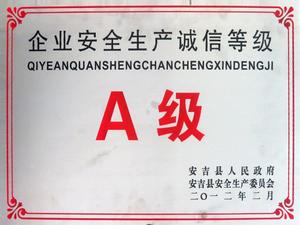 企业安全生产诚信等级
QIYEANQUANSHENGCHANCHENGXINDENGJI
A级
安吉县人民政府
安吉县安全生产委员会
二〇一二年二月